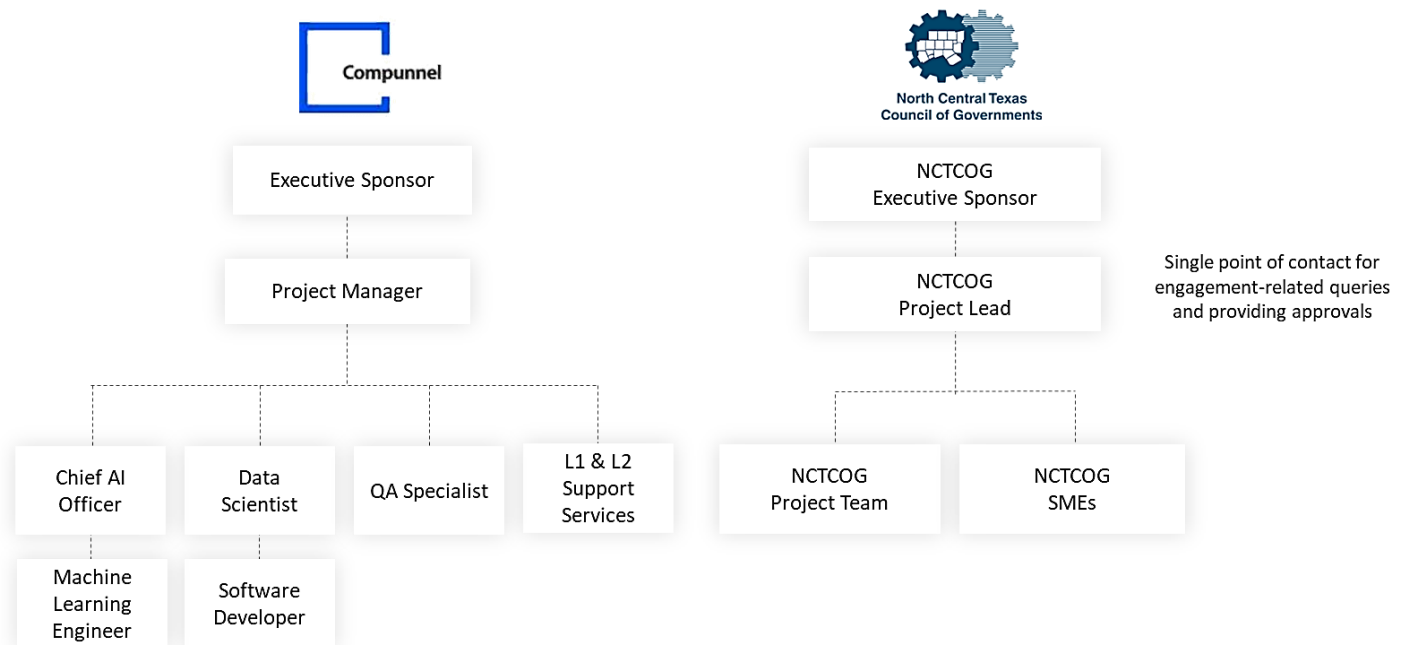 Compunnel
North Central Texas
Council of Governments
Executive Sponsor
Project Manager
Chief AI
Officer
Data
Scientist
QA Specialist
L1 & L2
Support
Services
Machine
Learning
Engineer
Software
Developer
NCTCOG
Executive Sponsor
NCTCOG
Project Lead
Single point of contact for
engagement-related queries
and providing approvals
NCTCOG
Project Team
NCTCOG
SMEs